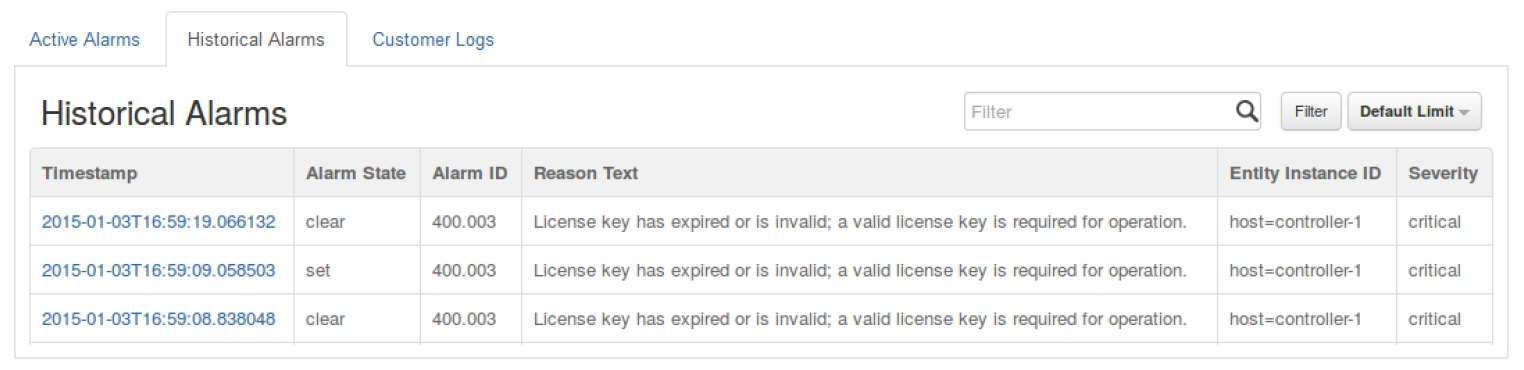 Active Alarms Historical Alarms Customer Logs
Historical Alarms Filter Filter Default Limit
Timestamp Alarm State Alarm ID Reason Text Entity Instance ID Severity
2015-01-03T16:59:19.066132 clear 400.003 License key has expired or is invalid; a valid license key is required for operation. host=controller-1 critical
2015-01-03T16:59:09.058503 set 400.003 License key has expired or is invalid; a valid license key is required for operation. host=controller-1 critical
2015-01-03T16:59:08.838048 clear 400.003 License key has expired or is invalid; a valid license key is required for operation. host=controller-1 critical